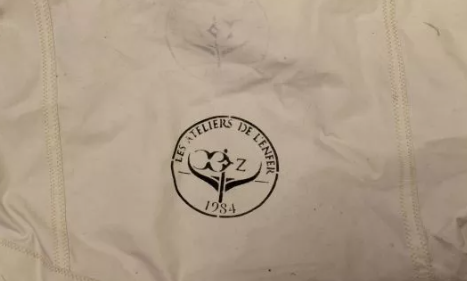 LES ATELIERS DE L'ENFER
Z
1984